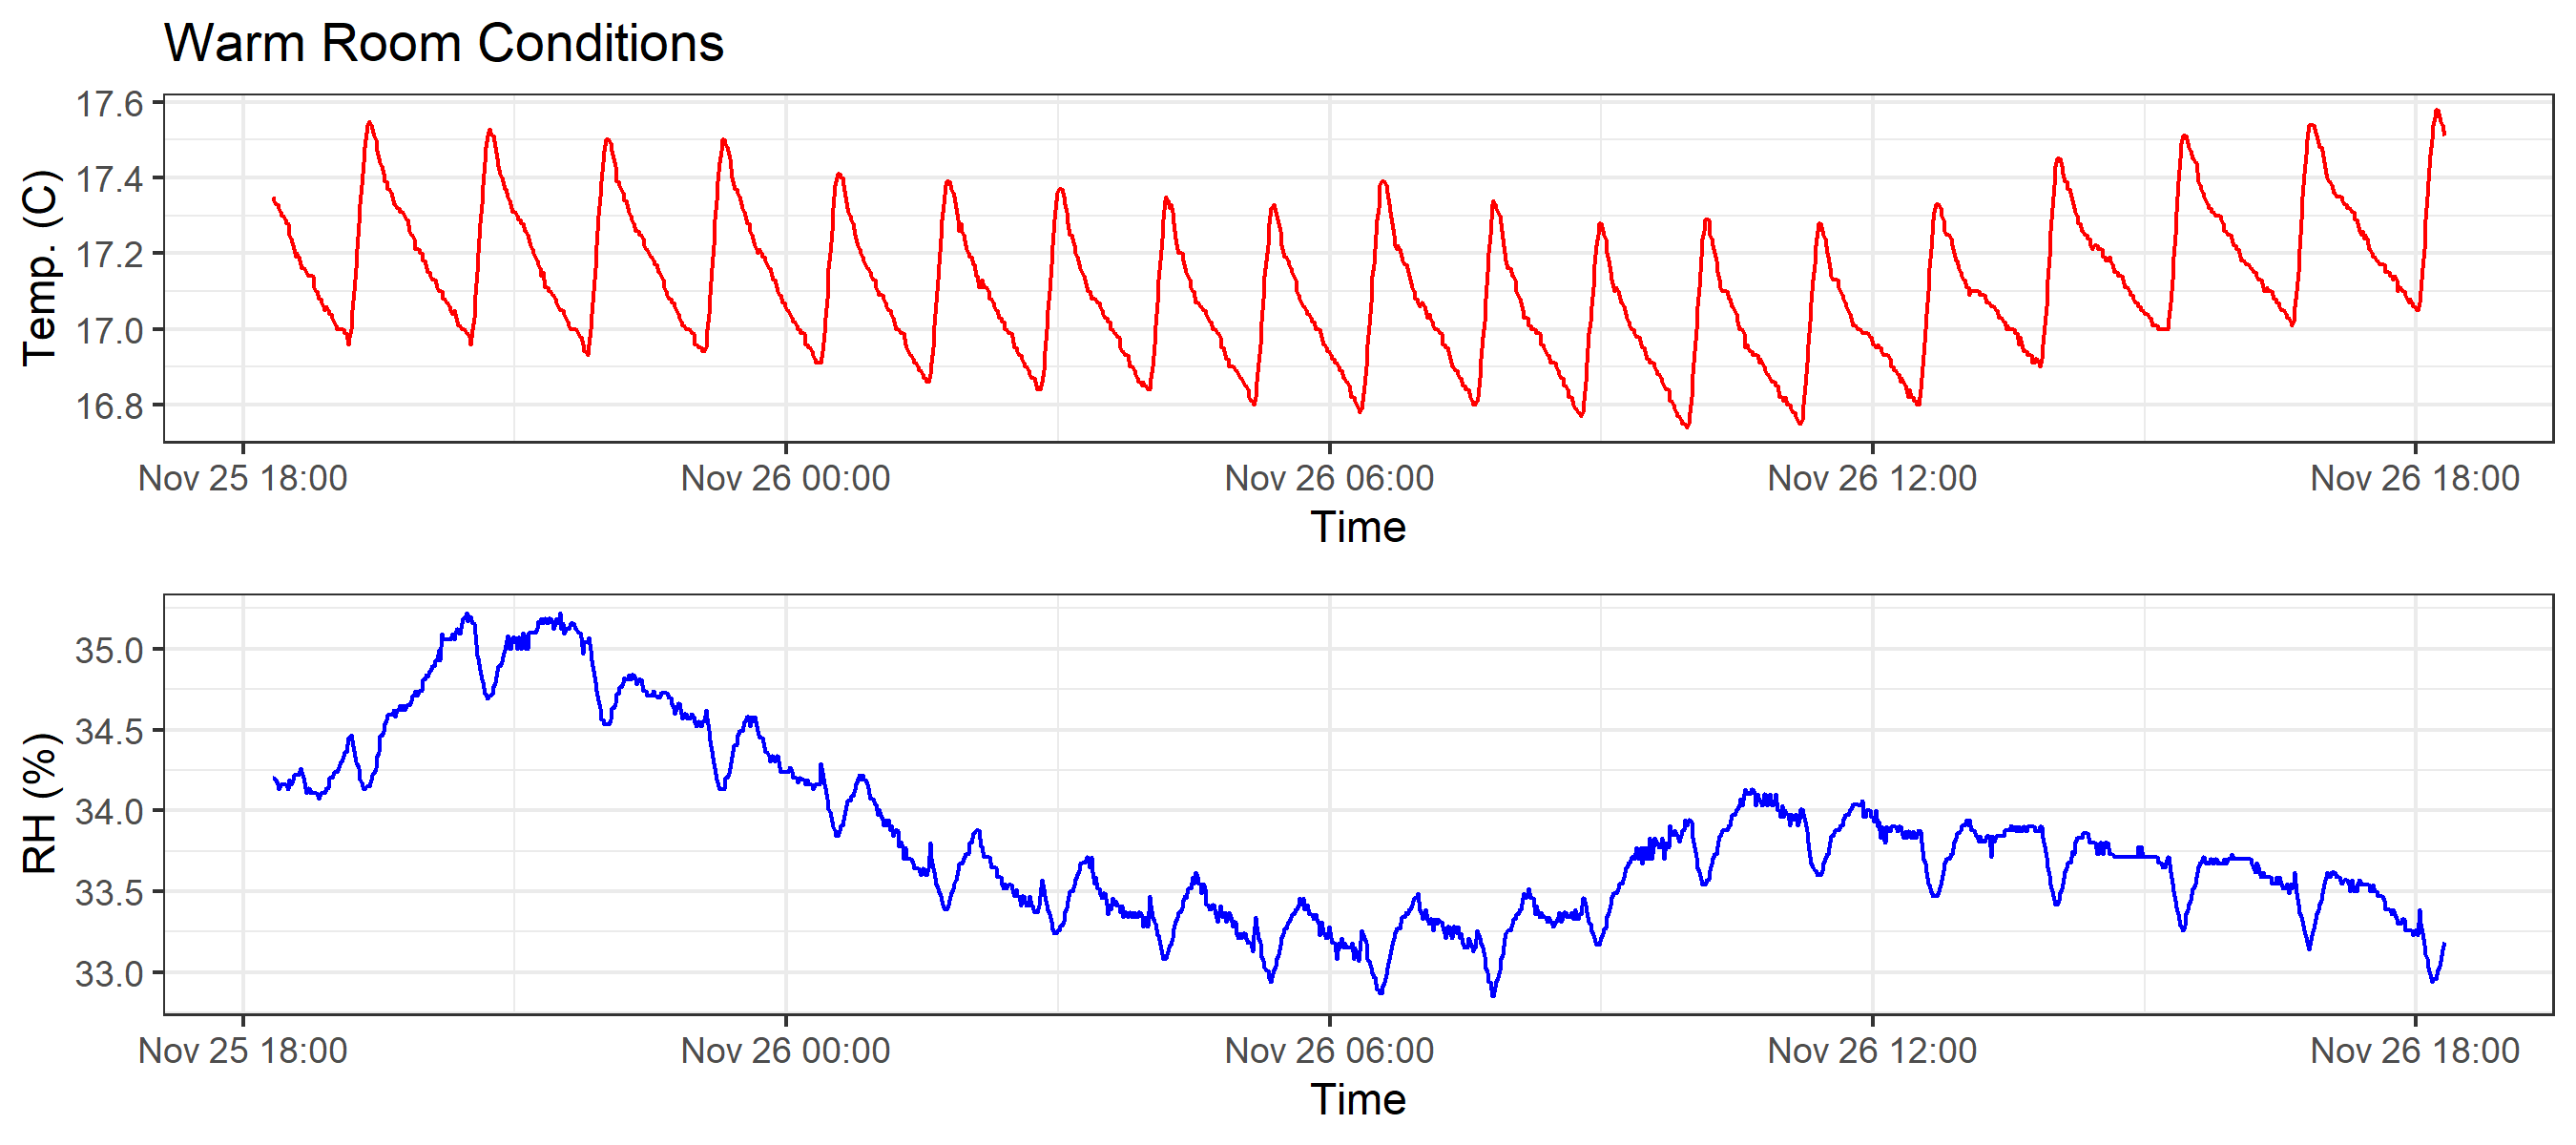 Warm Room Conditions
17.6
17.4
17.2
17.0
16.8
Temp. (C)
Nov 25 18:00 Nov 26 00:00 Nov 26 06:00 Nov 26 12:00 Nov 26 18:00
Time
35.0
34.5
34.0
33.5
33.0
RH (%)
Nov 25 18:00 Nov 26 00:00 Nov 26 06:00 Nov 26 12:00 Nov 26 18:00
Time